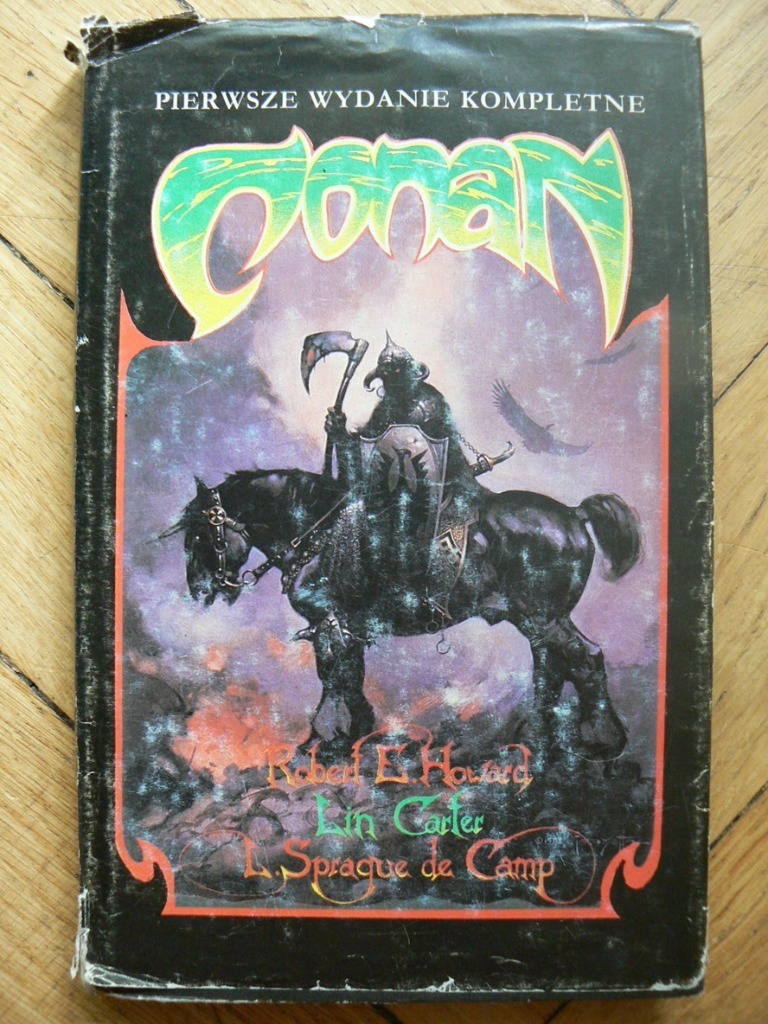 PIERWSZE WYDANIE KOMPLETNE
Conan
Robert E. Howard,
Lin Carter
L. Sprague de Camp